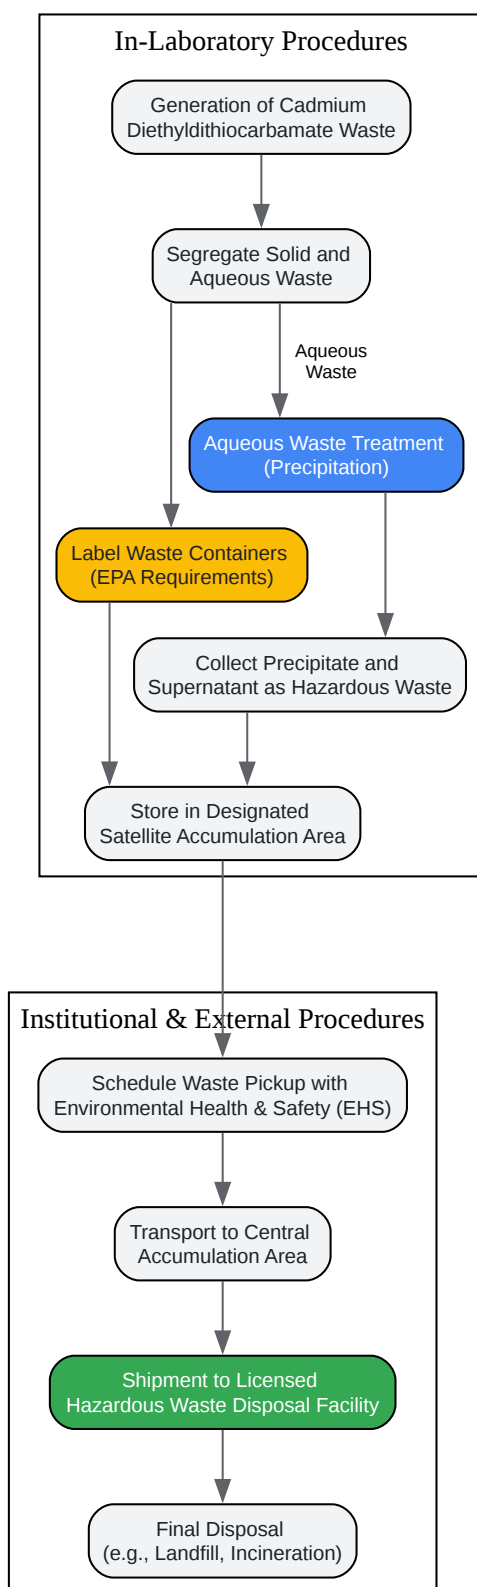 In-Laboratory Procedures
Generation of Cadmium
Diethyldithiocarbamate Waste
Segregate Solid and
Aqueous Waste
Aqueous
Waste
Aqueous Waste Treatment
(Precipitation)
Label Waste Containers
(EPA Requirements)
Collect Precipitate and
Supernatant as Hazardous Waste
Store in Designated
Satellite Accumulation Area
Institutional & External Procedures
Schedule Waste Pickup with
Environmental Health & Safety (EHS)
Transport to Central
Accumulation Area
Shipment to Licensed
Hazardous Waste Disposal Facility
Final Disposal
(e.g., Landfill, Incineration)